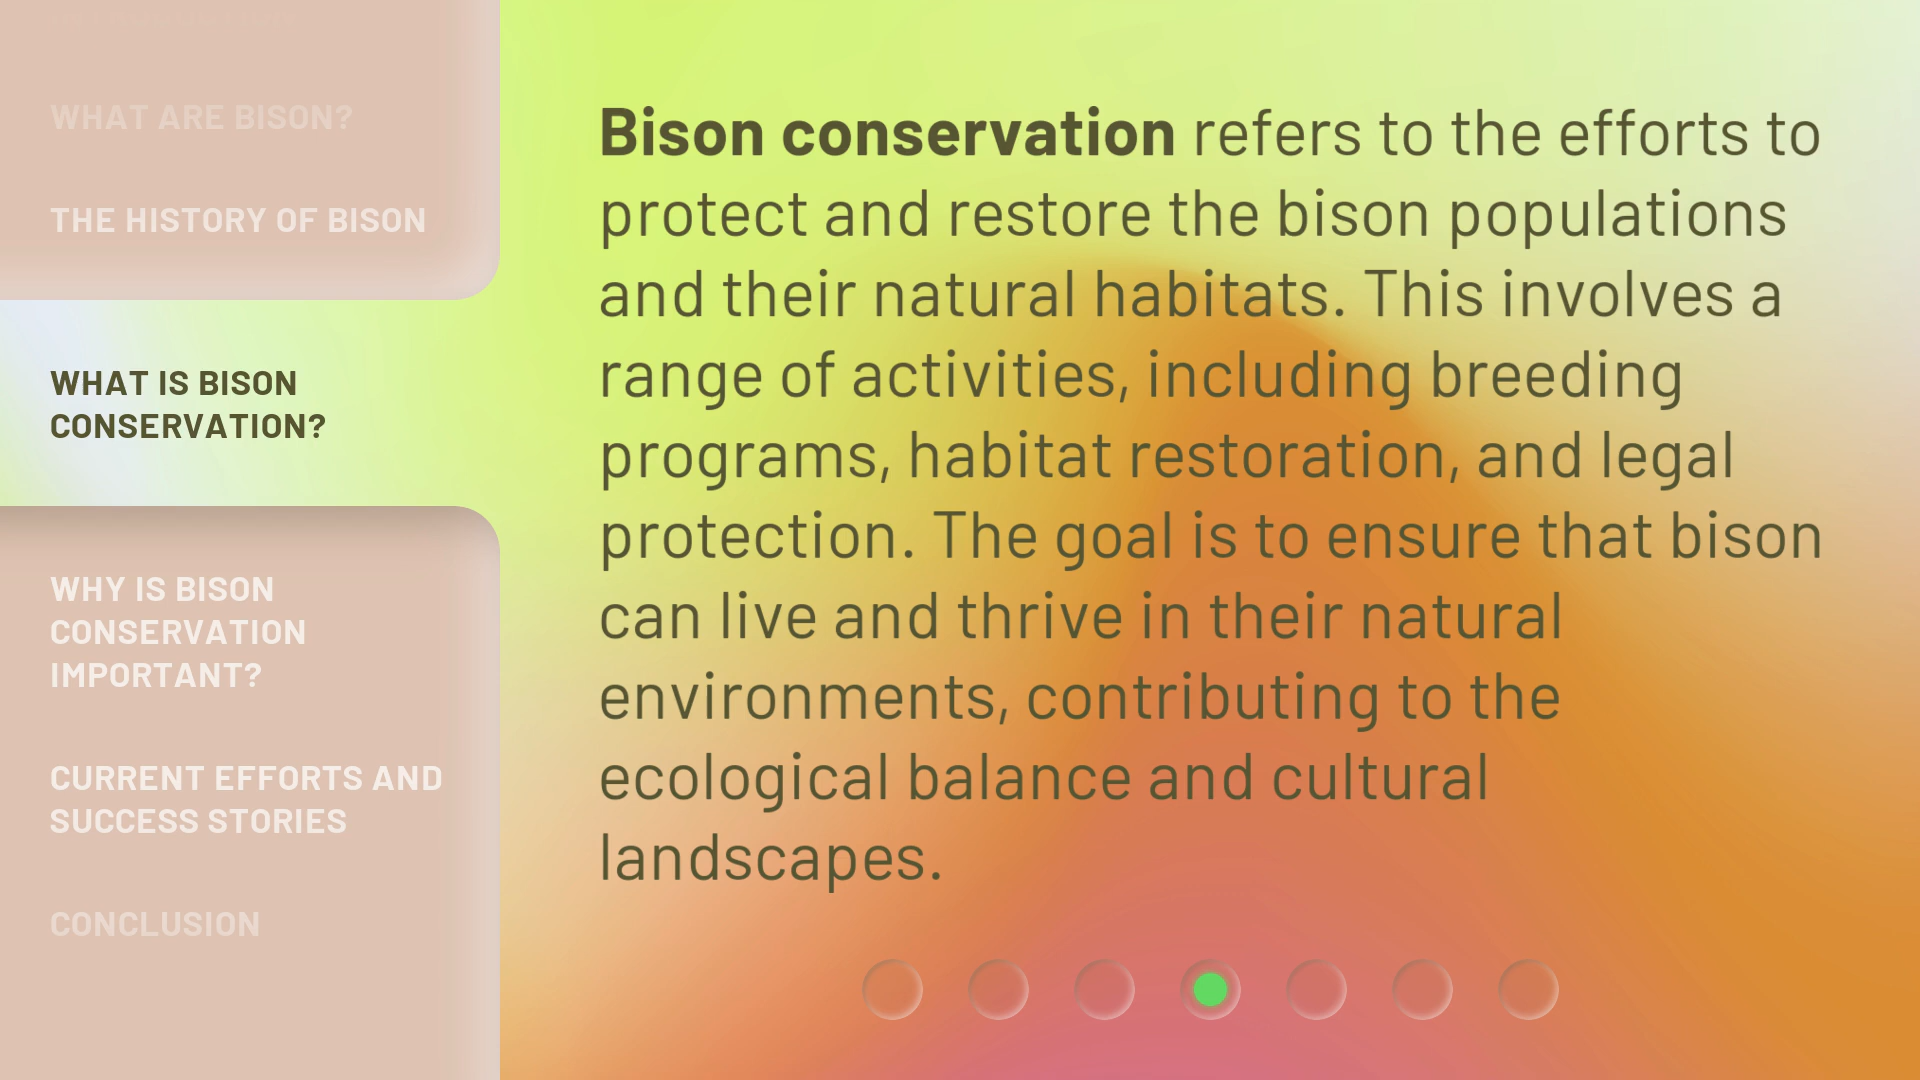 WHAT ARE BISON?
THE HISTORY OF BISON
WHAT IS BISON
CONSERVATION?
WHY IS BISON
CONSERVATION
IMPORTANT?
CURRENT EFFORTS AND
SUCCESS STORIES
CONCLUSION
Bison conservation refers to the efforts to
protect and restore the bison populations
and their natural habitats. This involves a
range of activities, including breeding
programs, habitat restoration, and legal
protection. The goal is to ensure that bison
can live and thrive in their natural
environments, contributing to the
ecological balance and cultural
landscapes.